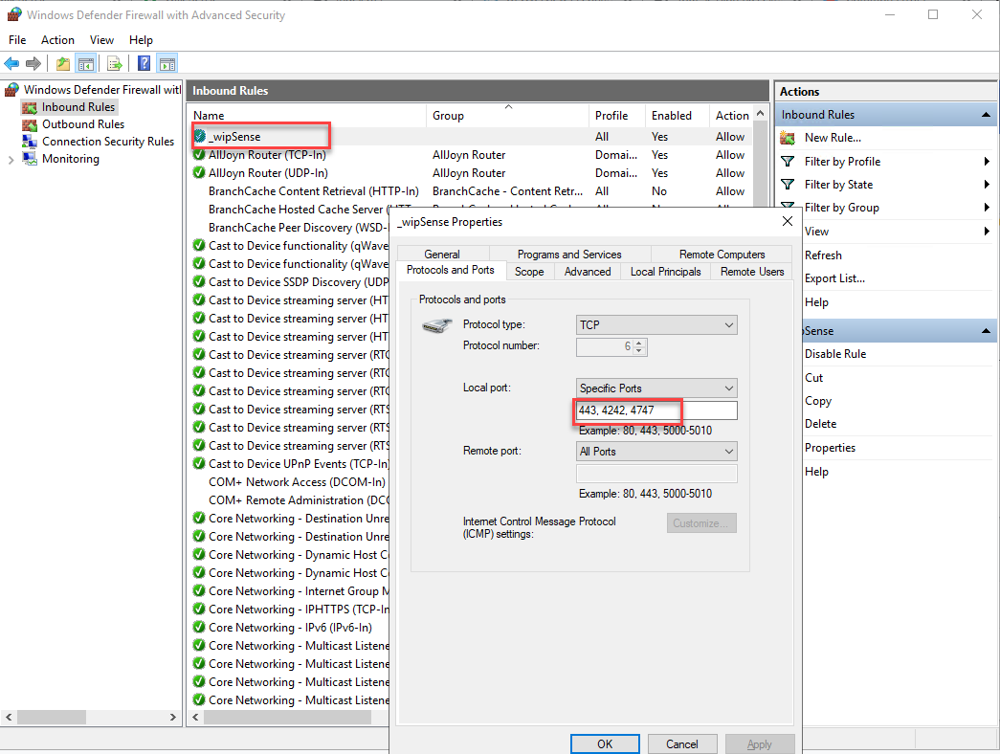 Windows Defender Firewall with Advanced Security
File Action View Help
Windows Defender Firewall with
Inbound Rules
Outbound Rules
Connection Security Rules
Monitoring
Inbound Rules
Name Group Profile Enabled Action
_wipSense All Yes Allow
AllJoyn Router (TCP-In) AllJoyn Router Domai... Yes Allow
AllJoyn Router (UDP-In) AllJoyn Router Domai... Yes Allow
BranchCache Content Retrieval (HTTP-In) BranchCache - Content Retr... All No Allow
BranchCache Hosted Cache Server (HTT
BranchCache Peer Discovery (WSD-
Cast to Device functionality (qWave
Cast to Device functionality (qWave
Cast to Device SSDP Discovery (UDP
Cast to Device streaming server (HT
Cast to Device streaming server (HT
Cast to Device streaming server (HT
Cast to Device streaming server (RTC
Cast to Device streaming server (RTC
Cast to Device streaming server (RTC
Cast to Device streaming server (RTS
Cast to Device streaming server (RTS
Cast to Device streaming server (RTS
Cast to Device UPnP Events (TCP-In)
COM+ Network Access (DCOM-In)
COM+ Remote Administration (DCO
Core Networking - Destination Unre
Core Networking - Destination Unre
Core Networking - Dynamic Host Co
Core Networking - Dynamic Host Co
Core Networking - Internet Group M
Core Networking - IPHTTPS (TCP-In
Core Networking - IPv6 (IPv6-In)
Core Networking - Multicast Listene
Core Networking - Multicast Listene
Core Networking - Multicast Listene
Core Networking - Multicast Listene
_wipSense Properties
General Programs and Services Remote Computers
Protocols and Ports Scope Advanced Local Principals Remote Users
Protocols and ports
Protocol type: TCP
Protocol number: 6
Local port: Specific Ports
443, 4242, 4747
Example: 80, 443, 5000-5010
Remote port: All Ports
Example: 80, 443, 5000-5010
Internet Control Message Protocol
(ICMP) settings:
Customize...
OK Cancel Apply
Actions
Inbound Rules
New Rule...
Filter by Profile
Filter by State
Filter by Group
View
Refresh
Export List...
Help
pSense
Disable Rule
Cut
Copy
Delete
Properties
Help